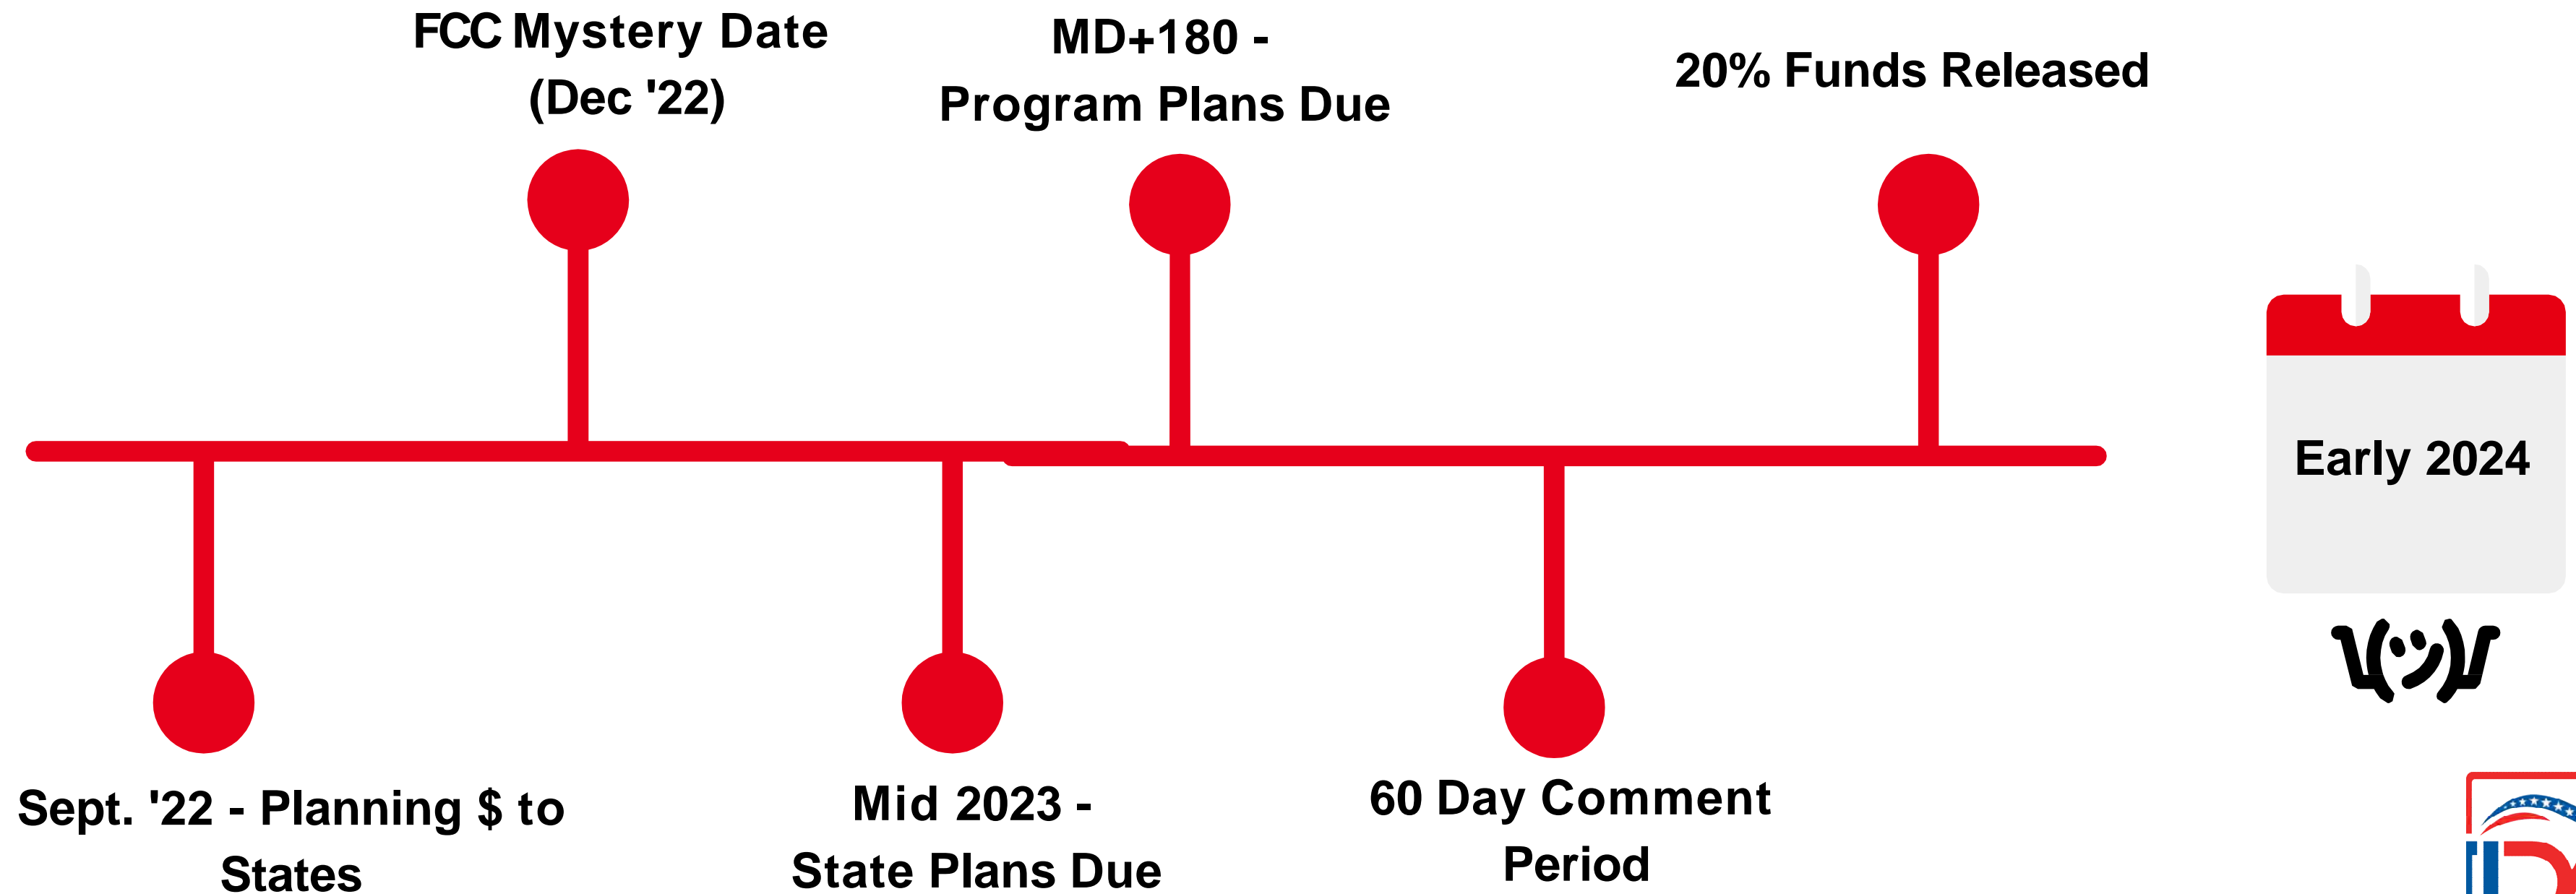 FCC Mystery Date
(Dec '22)
MD+180 -
Program Plans Due
20% Funds Released
Early 2024
¯\_(ツ)_/¯
Sept. '22 - Planning $ to
States
Mid 2023 -
State Plans Due
60 Day Comment
Period